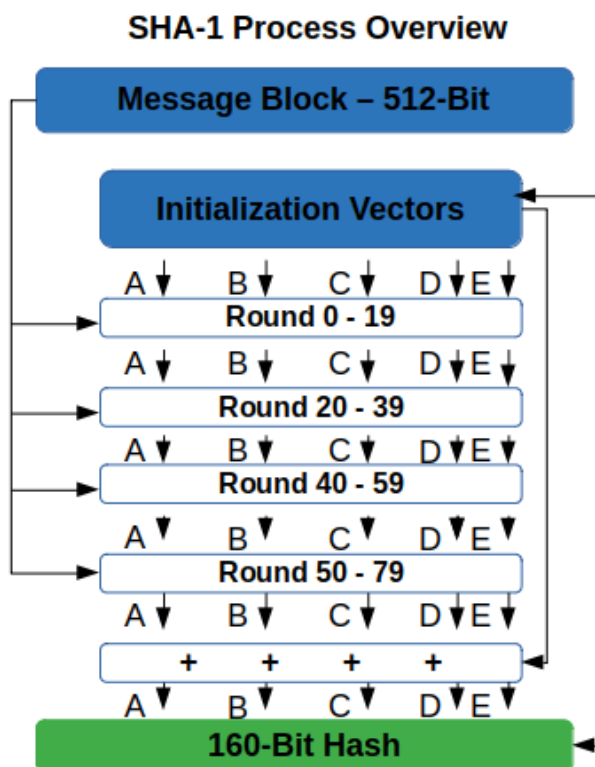 SHA-1 Process Overview
Message Block – 512-Bit
Initialization Vectors
A B C D E
Round 0 - 19
A B C D E
Round 20 - 39
A B C D E
Round 40 - 59
A B C D E
Round 50 - 79
A B C D E
+ + + +
A B C D E
160-Bit Hash